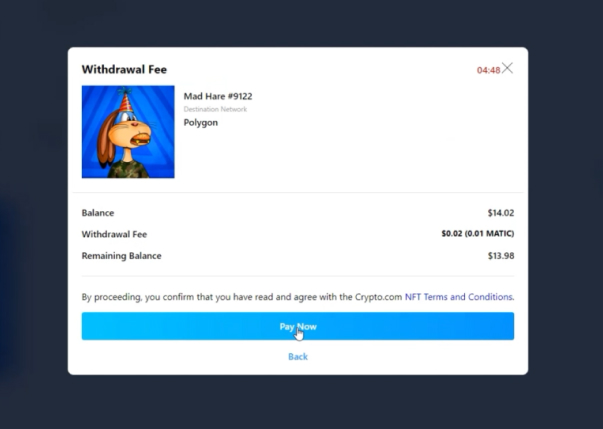 Withdrawal Fee
04:48
Mad Hare #9122
Destination Network
Polygon
Balance $14.02
Withdrawal Fee $0.02 (0.01 MATIC)
Remaining Balance $13.98
By proceeding, you confirm that you have read and agree with the Crypto.com NFT Terms and Conditions.
Pay Now
Back